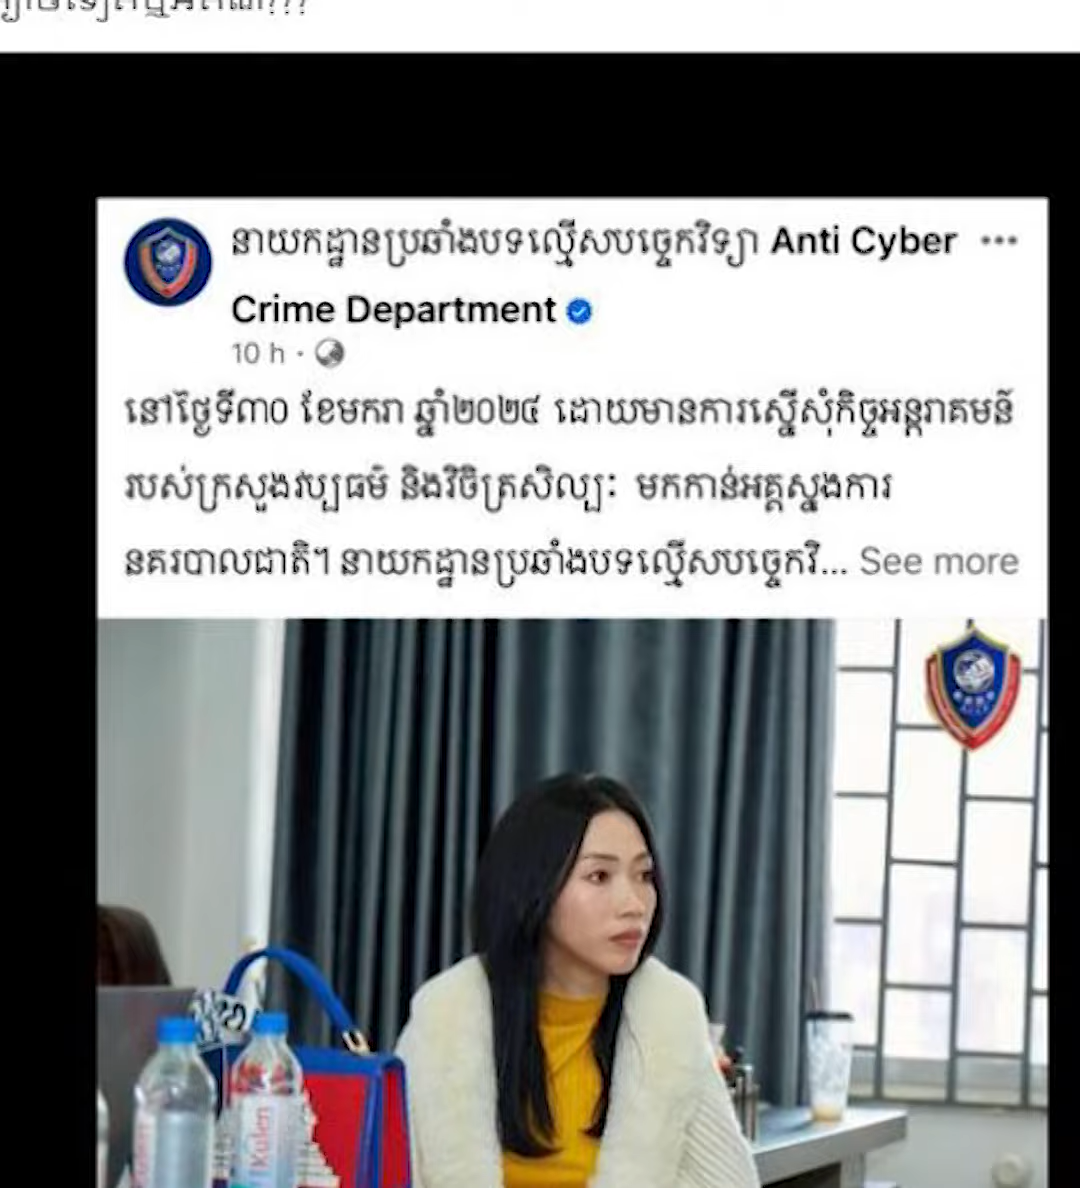 នាយកដ្ឋានប្រឆាំងបទល្មើសបច្ចេកវិទ្យា Anti Cyber
Crime Department
10 h
នៅថ្ងៃទី៣០ ខែមករា ឆ្នាំ២០២៤ ដោយមានការស្នើសុំកិច្ចអន្តរាគមន៍
របស់ក្រសួងវប្បធម៌ និងវិចិត្រសិល្បៈ មកកាន់អគ្គស្នងការ
នគរបាលជាតិ។ នាយកដ្ឋានប្រឆាំងបទល្មើសបច្ចេកវិ... See more
Kulen